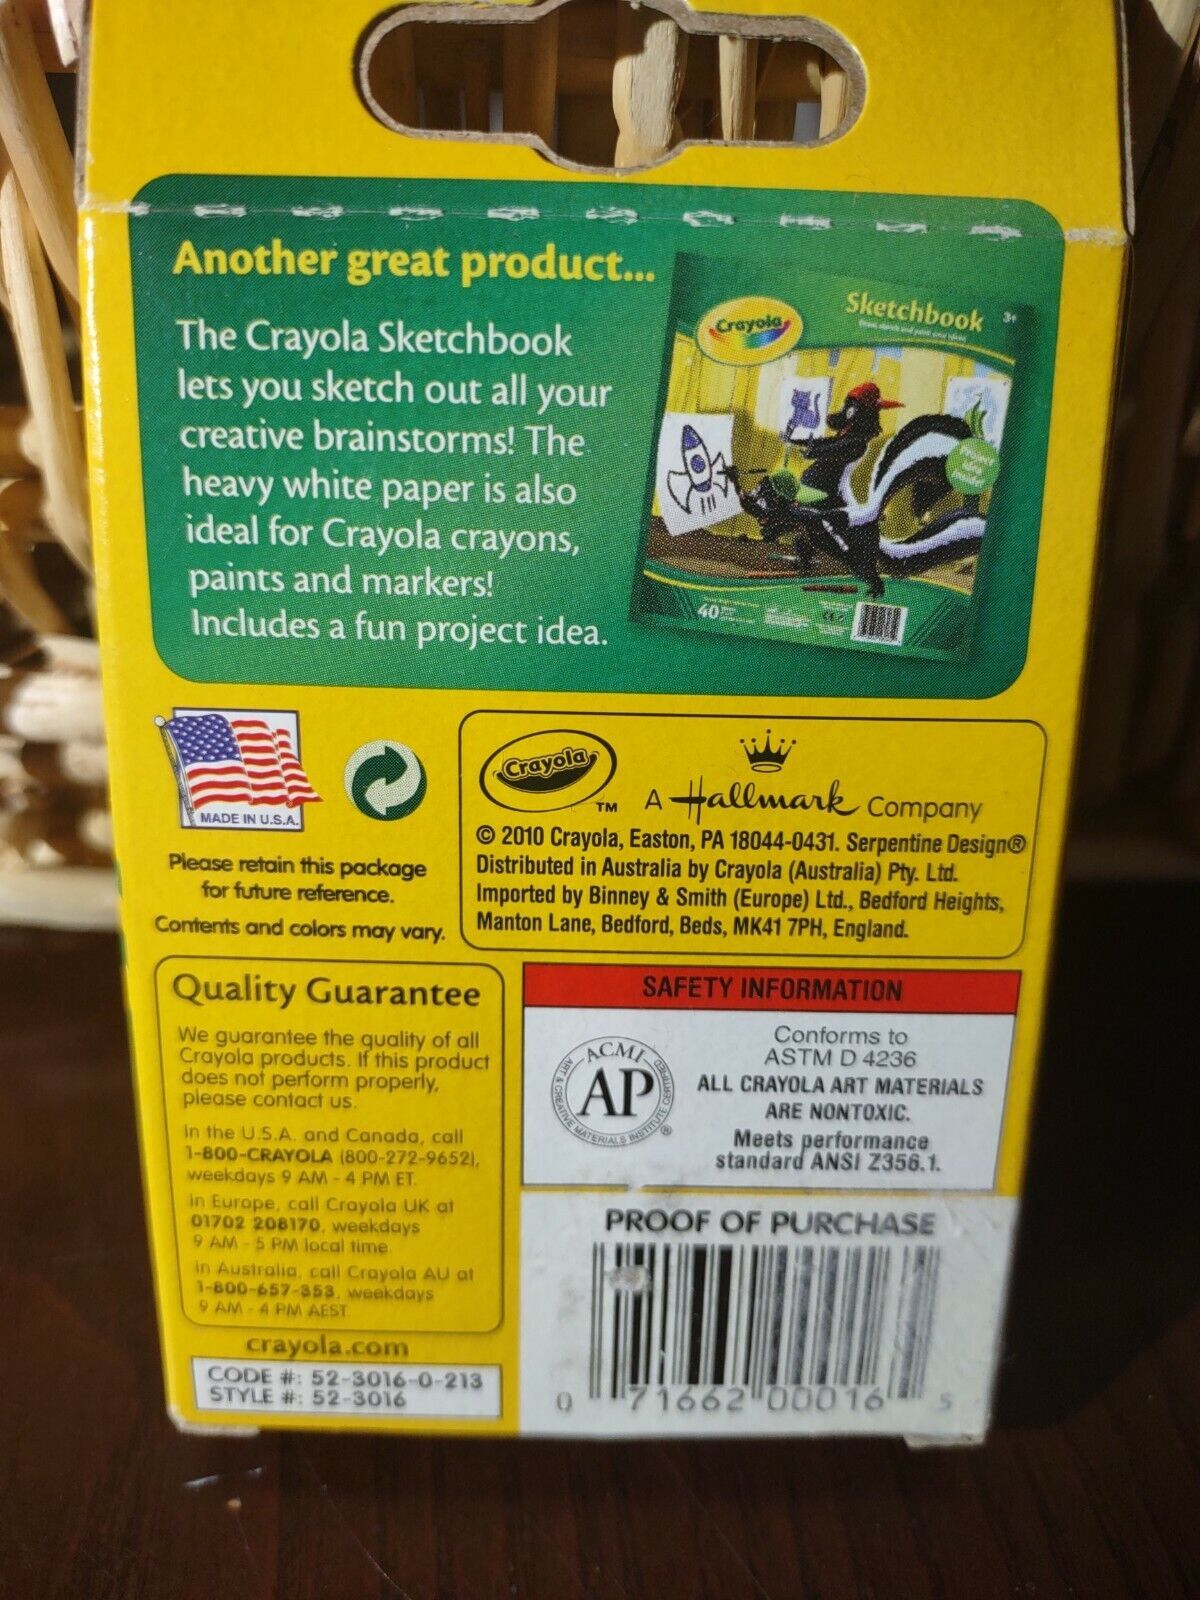 Another great product...
The Crayola Sketchbook
lets you sketch out all your
creative brainstorms! The
heavy white paper is also
ideal for Crayola crayons,
paints and markers!
Includes a fun project idea.
Crayola
Sketchbook
3+
40
MADE IN U.S.A.
Please retain this package
for future reference.
Contents and colors may vary.
Crayola
TM
A Hallmark Company
© 2010 Crayola, Easton, PA 18044-0431. Serpentine Design®
Distributed in Australia by Crayola (Australia) Pty. Ltd.
Imported by Binney & Smith (Europe) Ltd., Bedford Heights,
Manton Lane, Bedford, Beds, MK41 7PH, England.
Quality Guarantee
We guarantee the quality of all
Crayola products. If this product
does not perform properly,
please contact us.
In the U.S.A. and Canada, call
1-800-CRAYOLA (800-272-9652),
weekdays 9 AM - 4 PM ET.
In Europe, call Crayola UK at
01702 208170, weekdays
9 AM - 5 PM local time.
In Australia, call Crayola AU at
1-800-657-353, weekdays
9 AM - 4 PM AEST
crayola.com
CODE #: 52-3016-0-213
STYLE #: 52-3016
SAFETY INFORMATION
ACMI
AP
ART & CREATIVE MATERIALS INSTITUTE CERTIFIED
®
Conforms to
ASTM D 4236
ALL CRAYOLA ART MATERIALS
ARE NONTOXIC.
Meets performance
standard ANSI Z356.1.
PROOF OF PURCHASE
0 71662 00016 5